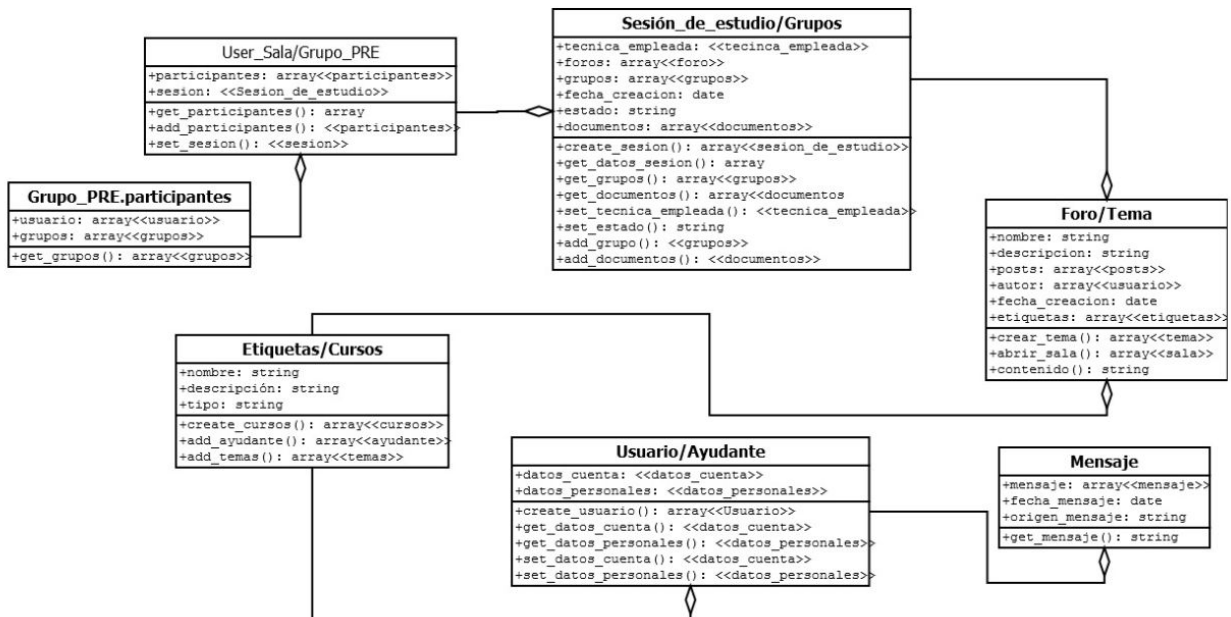 User_Sala/Grupo_PRE
+participantes: array<<participantes>>
+sesion: <<Sesion_de_estudio>>
+get_participantes(): array
+add_participantes(): <<participantes>>
+set_sesion(): <<sesion>>
Sesión_de_estudio/Grupos
+tecnica_empleada: <<tecinca_empleada>>
+foros: array<<foro>>
+grupos: array<<grupos>>
+fecha_creacion: date
+estado: string
+documentos: array<<documentos>>
+create_sesion(): array<<sesion_de_estudio>>
+get_datos_sesion(): array
+get_grupos(): array<<grupos>>
+get_documentos(): array<<documentos
+set_tecnica_empleada(): <<tecnica_empleada>>
+set_estado(): string
+add_grupo(): <<grupos>>
+add_documentos(): <<documentos>>
Grupo_PRE.participantes
+usuario: array<<usuario>>
+grupos: array<<grupos>>
+get_grupos(): array<<grupos>>
Foro/Tema
+nombre: string
+descripcion: string
+posts: array<<posts>>
+autor: array<<usuario>>
+fecha_creacion: date
+etiquetas: array<<etiquetas>>
+crear_tema(): array<<tema>>
+abrir_sala(): array<<sala>>
+contenido(): string
Etiquetas/Cursos
+nombre: string
+descripción: string
+tipo: string
+create_cursos(): array<<cursos>>
+add_ayudante(): array<<ayudante>>
+add_temas(): array<<temas>>
Usuario/Ayudante
+datos_cuenta: <<datos_cuenta>>
+datos_personales: <<datos_personales>>
+create_usuario(): array<<Usuario>>
+get_datos_cuenta(): <<datos_cuenta>>
+get_datos_personales(): <<datos_personales>>
+set_datos_cuenta(): <<datos_cuenta>>
+set_datos_personales(): <<datos_personales>>
Mensaje
+mensaje: array<<mensaje>>
+fecha_mensaje: date
+origen_mensaje: string
+get_mensaje(): string